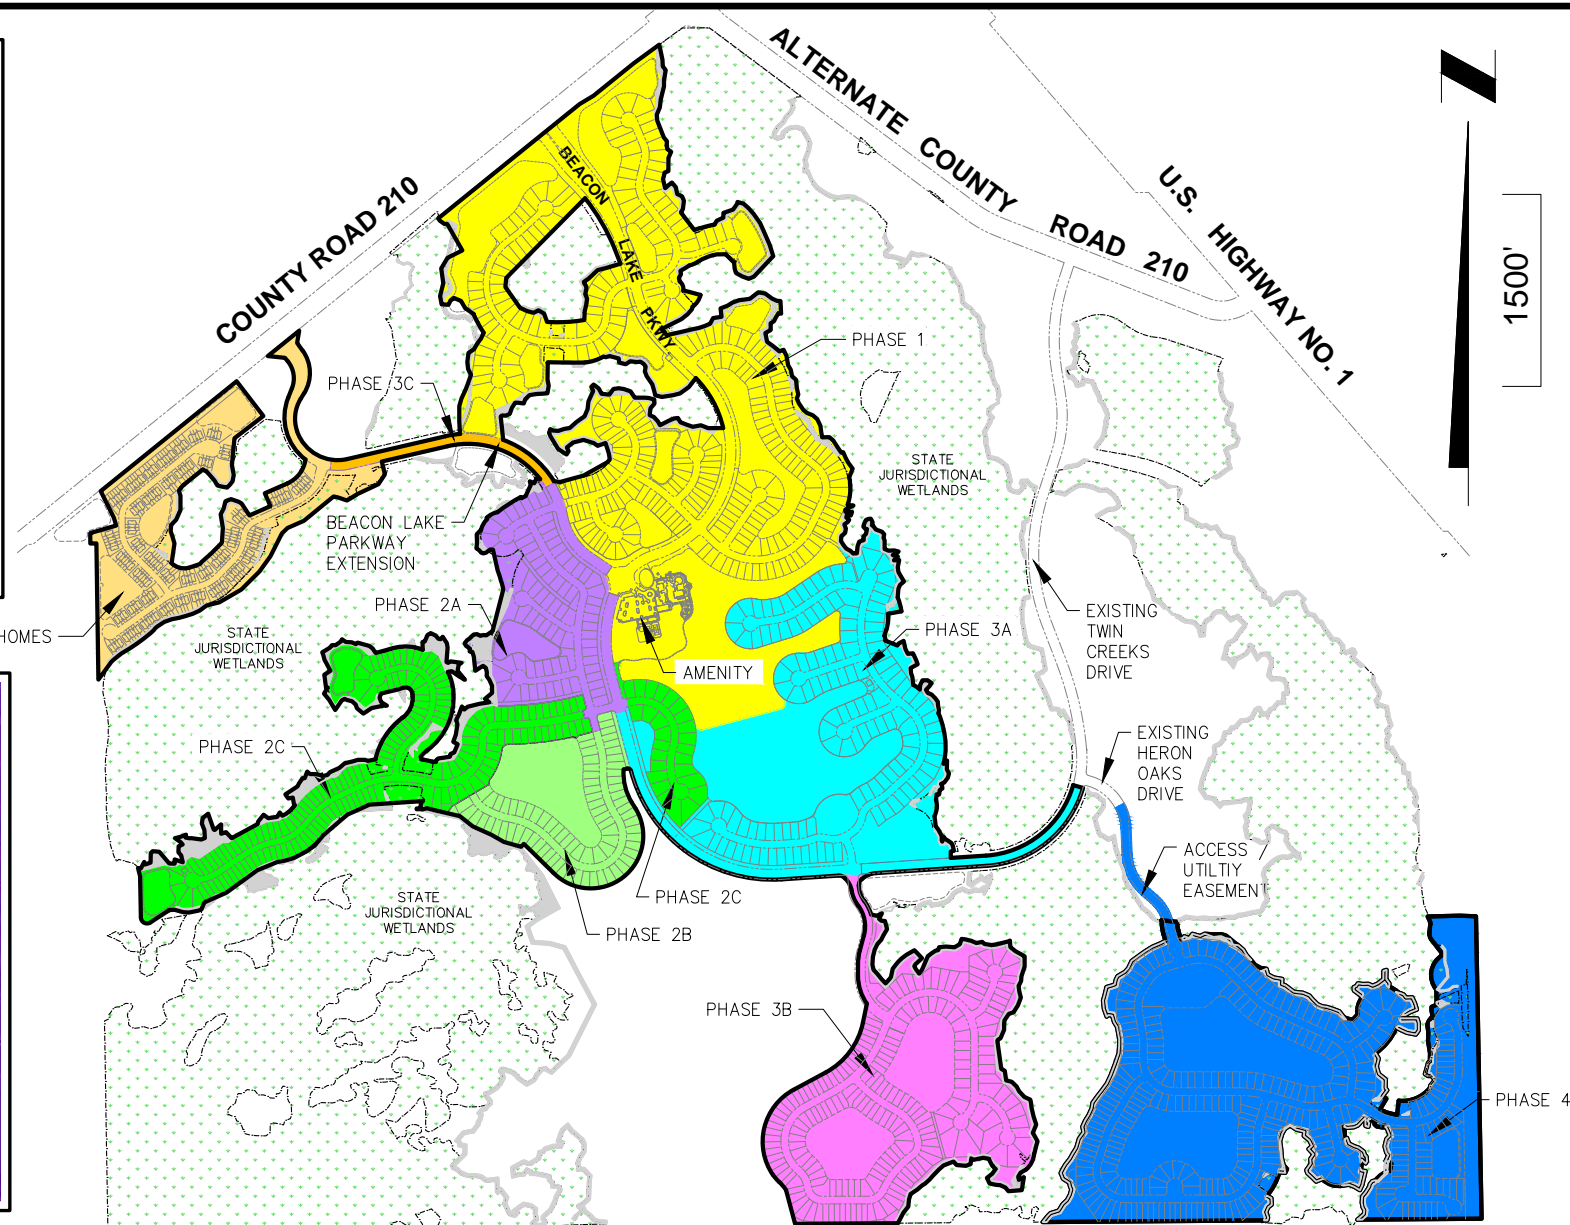 ALTERNATE COUNTY ROAD 210
U.S. HIGHWAY NO. 1
COUNTY ROAD 210
BEACON LAKE PKWY
1500'
PHASE 1
PHASE 3C
STATE
JURISDICTIONAL
WETLANDS
BEACON LAKE
PARKWAY
EXTENSION
PHASE 2A
HOMES
STATE
JURISDICTIONAL
WETLANDS
EXISTING
TWIN
CREEKS
DRIVE
PHASE 3A
AMENITY
PHASE 2C
EXISTING
HERON
OAKS
DRIVE
ACCESS
UTILTIY
EASEMENT
STATE
JURISDICTIONAL
WETLANDS
PHASE 2C
PHASE 2B
PHASE 3B
PHASE 4